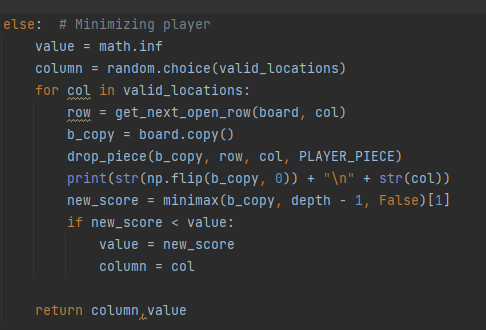 else:  # Minimizing player
    value = math.inf
    column = random.choice(valid_locations)
    for col in valid_locations:
        row = get_next_open_row(board, col)
        b_copy = board.copy()
        drop_piece(b_copy, row, col, PLAYER_PIECE)
        print(str(np.flip(b_copy, 0)) + "\n" + str(col))
        new_score = minimax(b_copy, depth - 1, False)[1]
        if new_score < value:
            value = new_score
            column = col
    return column,value